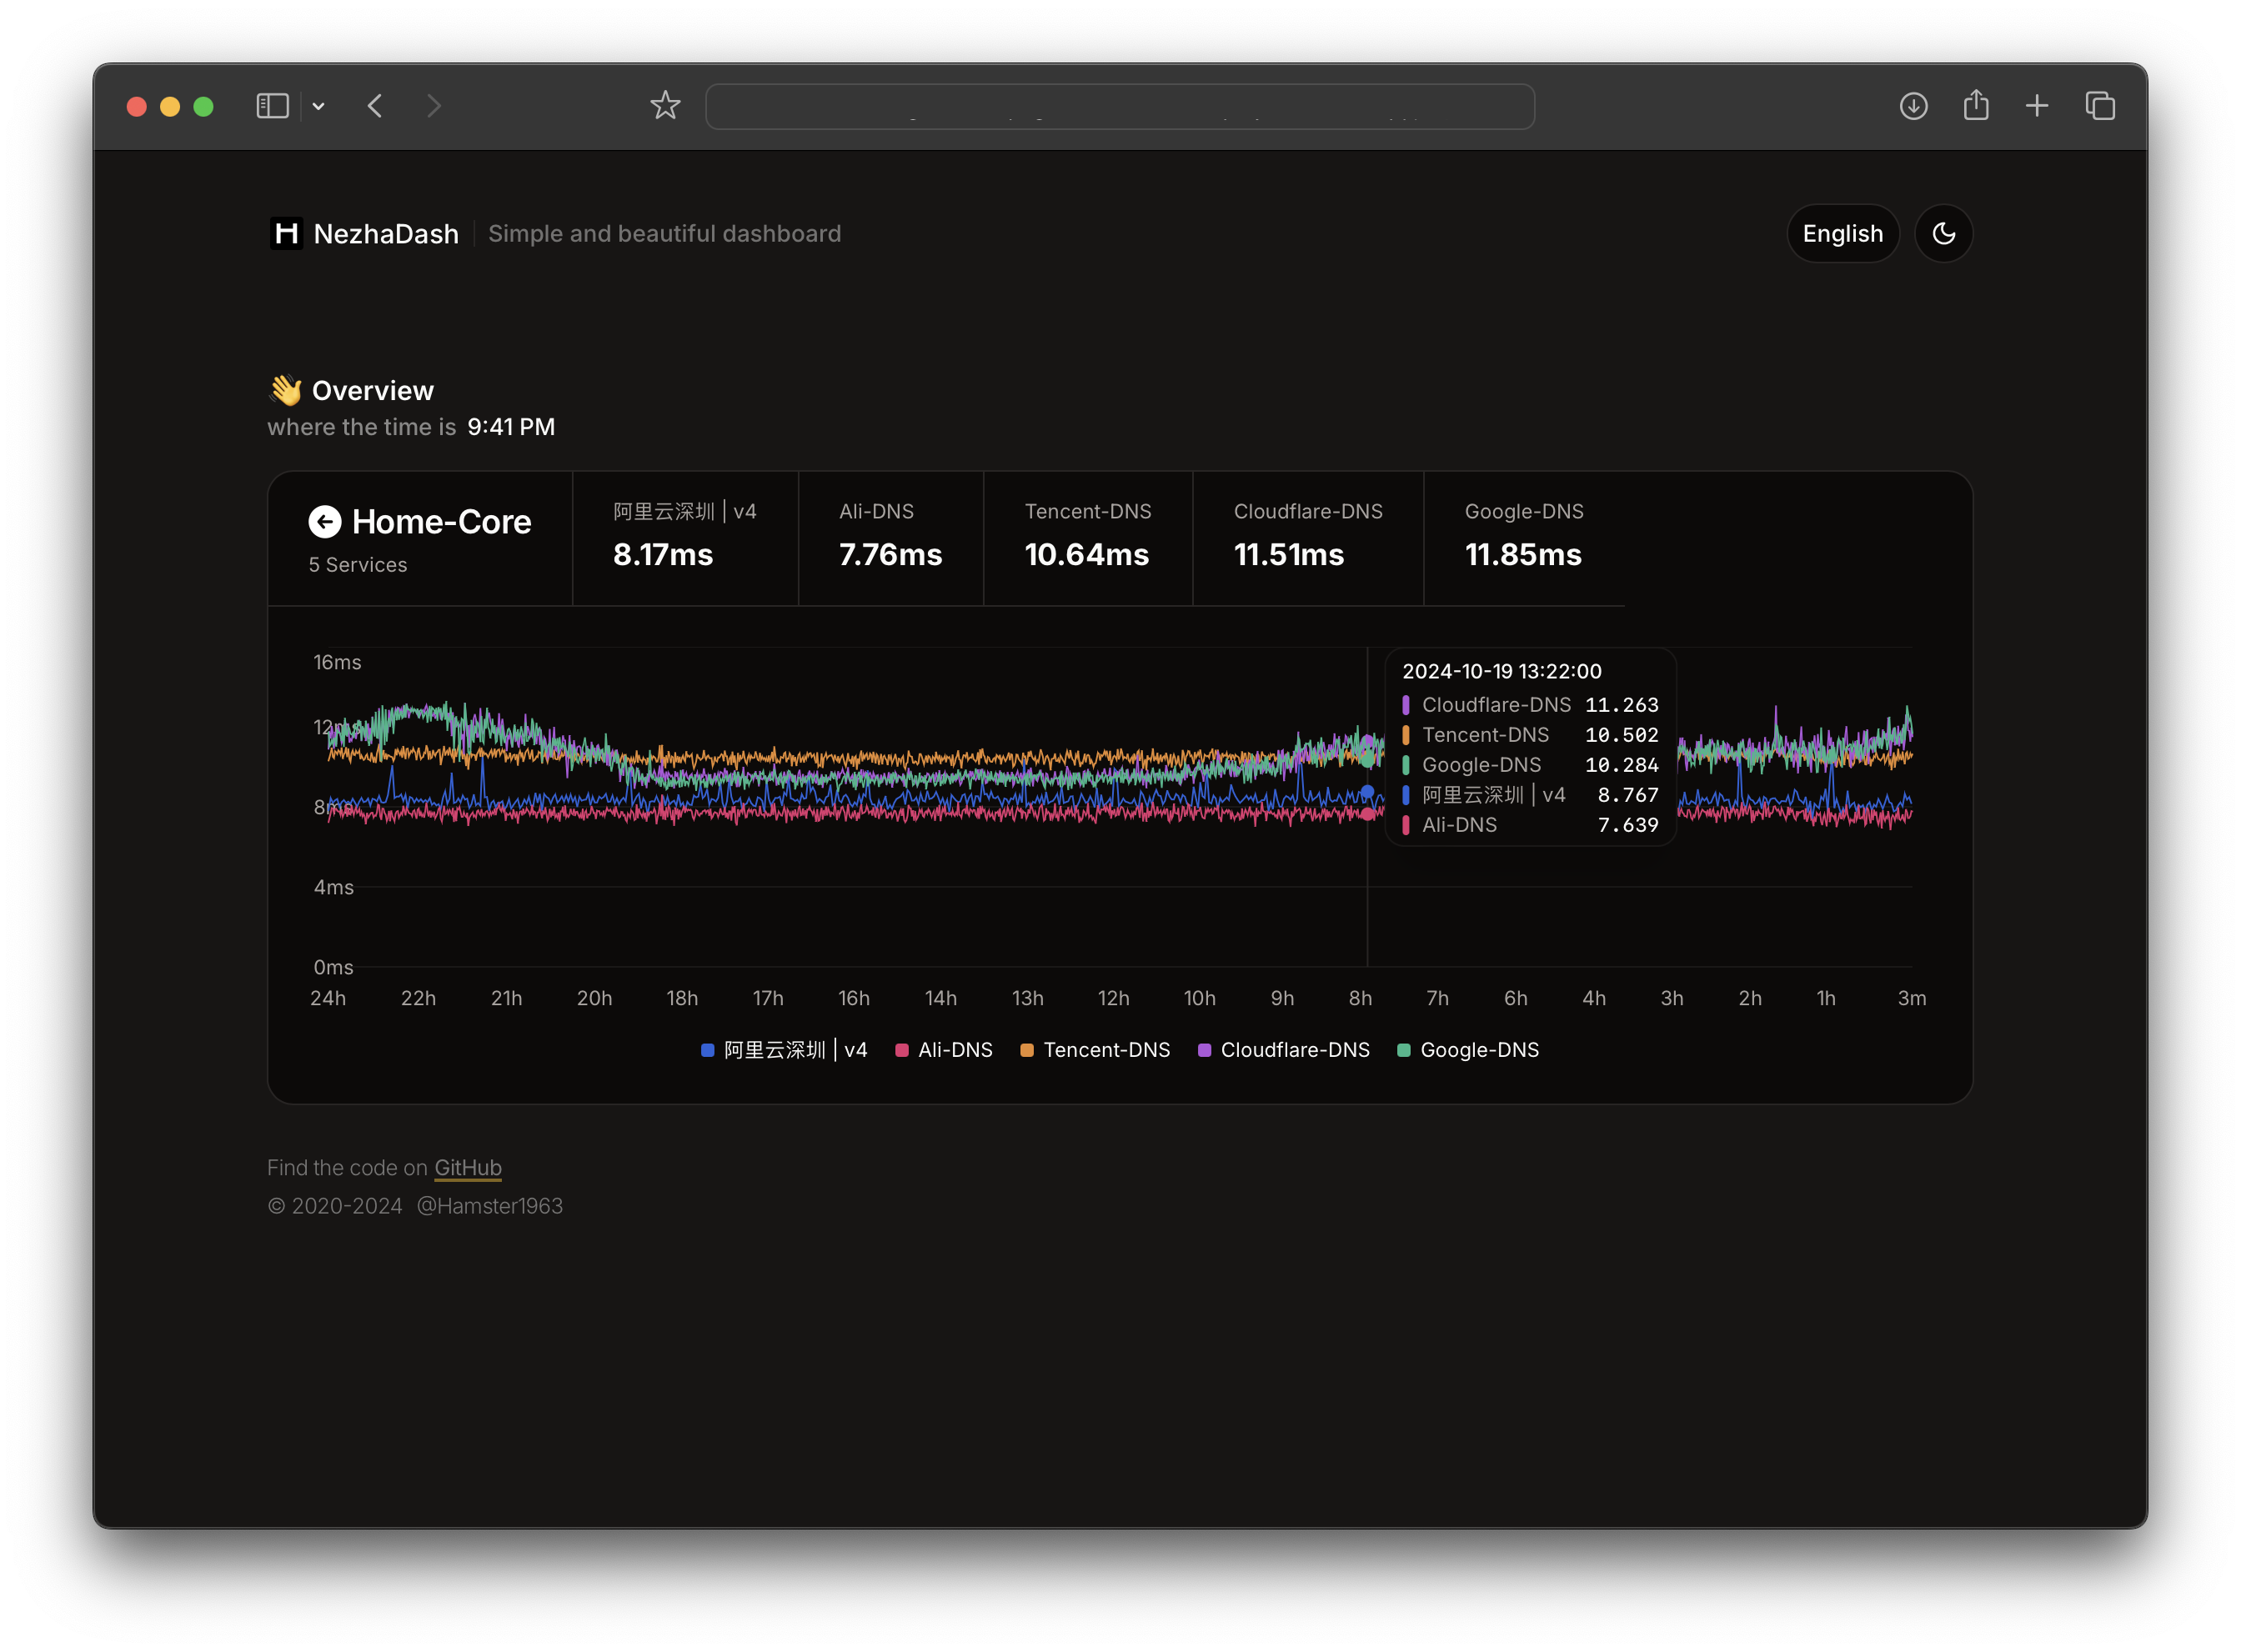 NezhaDash Simple and beautiful dashboard English
👋 Overview
where the time is 9:41 PM
Home-Core
5 Services
阿里云深圳 | v4
8.17ms
Ali-DNS
7.76ms
Tencent-DNS
10.64ms
Cloudflare-DNS
11.51ms
Google-DNS
11.85ms
16ms
12ms
8ms
4ms
0ms
2024-10-19 13:22:00
Cloudflare-DNS 11.263
Tencent-DNS 10.502
Google-DNS 10.284
阿里云深圳 | v4 8.767
Ali-DNS 7.639
24h 22h 21h 20h 18h 17h 16h 14h 13h 12h 10h 9h 8h 7h 6h 4h 3h 2h 1h 3m
阿里云深圳 | v4 Ali-DNS Tencent-DNS Cloudflare-DNS Google-DNS
Find the code on GitHub
© 2020-2024 @Hamster1963